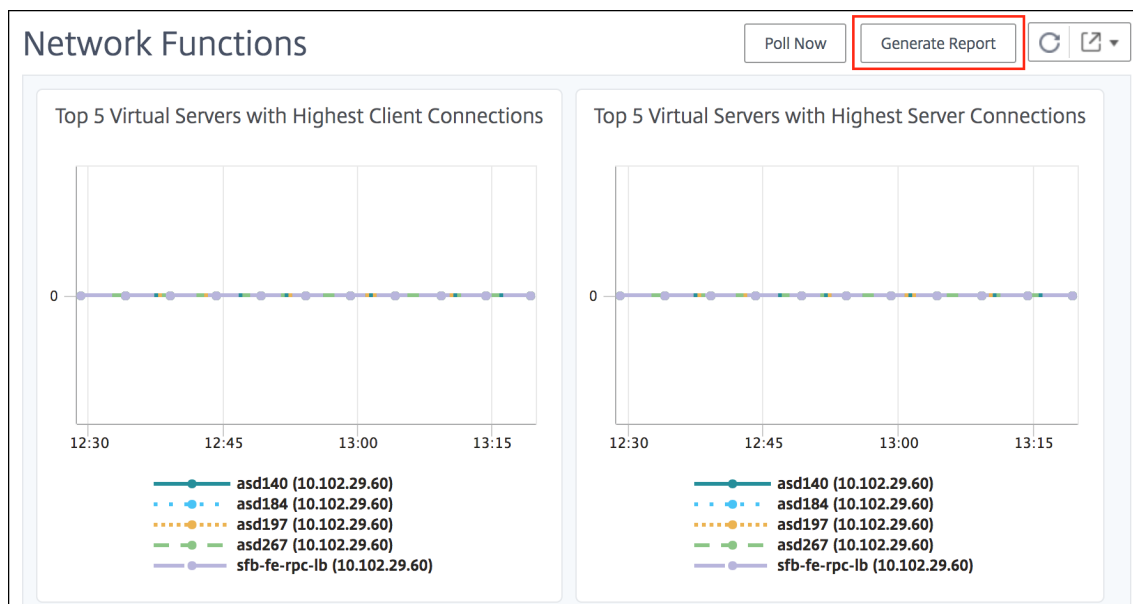 Network Functions
Poll Now
Generate Report
Top 5 Virtual Servers with Highest Client Connections
0
12:30 12:45 13:00 13:15
asd140 (10.102.29.60)
asd184 (10.102.29.60)
asd197 (10.102.29.60)
asd267 (10.102.29.60)
sfb-fe-rpc-lb (10.102.29.60)
Top 5 Virtual Servers with Highest Server Connections
0
12:30 12:45 13:00 13:15
asd140 (10.102.29.60)
asd184 (10.102.29.60)
asd197 (10.102.29.60)
asd267 (10.102.29.60)
sfb-fe-rpc-lb (10.102.29.60)